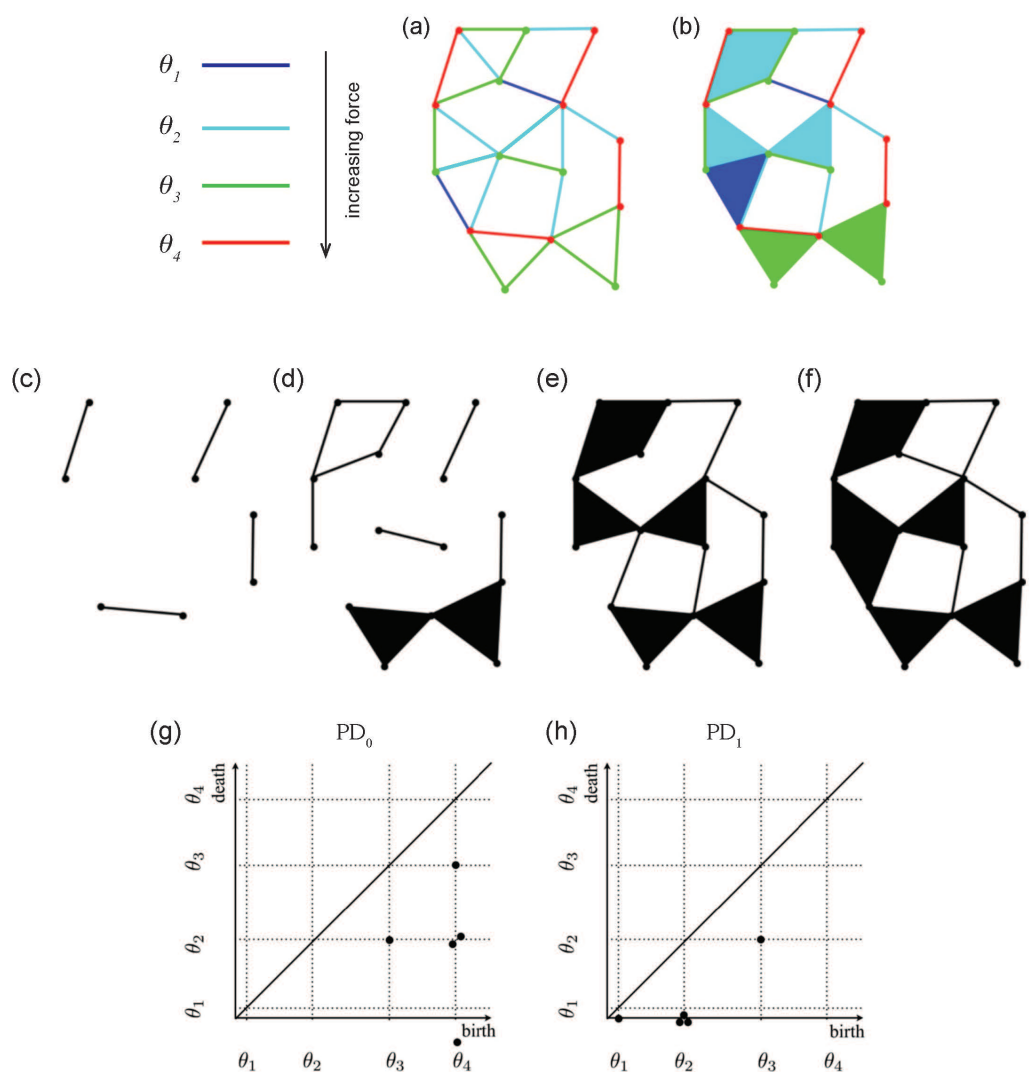 (a)
(b)
θ₁
θ₂
θ₃
θ₄
increasing force
(c)
(d)
(e)
(f)
(g)
PD₀
death
θ₄
θ₃
θ₂
θ₁
birth
θ₁ θ₂ θ₃ θ₄
(h)
PD₁
death
θ₄
θ₃
θ₂
θ₁
birth
θ₁ θ₂ θ₃ θ₄